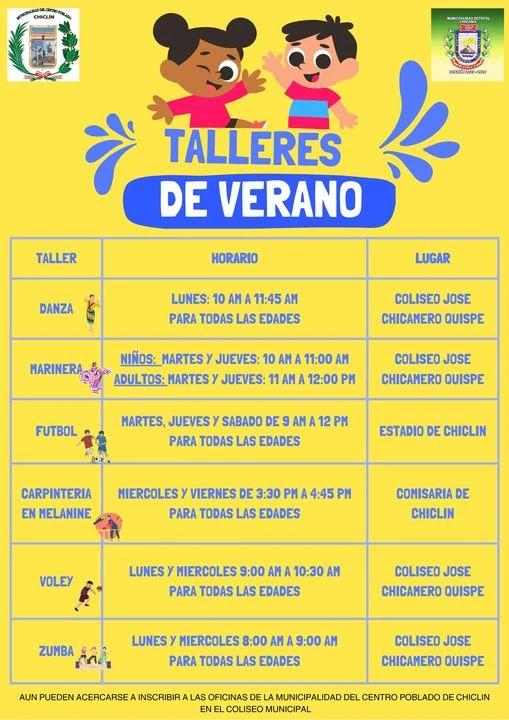 MUNICIPALIDAD DEL CENTRO POBLADO DE
CHICLÍN
MUNICIPALIDAD DISTRITAL
CHICAMA
TALLERES
DE VERANO
TALLER HORARIO LUGAR
DANZA
LUNES: 10 AM A 11:45 AM
PARA TODAS LAS EDADES
COLISEO JOSE
CHICAMERO QUISPE
MARINERA
NIÑOS: MARTES Y JUEVES: 10 AM A 11:00 AM
ADULTOS: MARTES Y JUEVES: 11 AM A 12:00 PM
COLISEO JOSE
CHICAMERO QUISPE
FUTBOL
MARTES, JUEVES Y SABADO DE 9 AM A 12 PM
PARA TODAS LAS EDADES
ESTADIO DE CHICLIN
CARPINTERIA
EN MELANINE
MIERCOLES Y VIERNES DE 3:30 PM A 4:45 PM
PARA TODAS LAS EDADES
COMISARIA DE
CHICLIN
VOLEY
LUNES Y MIERCOLES 9:00 AM A 10:30 AM
PARA TODAS LAS EDADES
COLISEO JOSE
CHICAMERO QUISPE
ZUMBA
LUNES Y MIERCOLES 8:00 AM A 9:00 AM
PARA TODAS LAS EDADES
COLISEO JOSE
CHICAMERO QUISPE
AUN PUEDEN ACERCARSE A INSCRIBIR A LAS OFICINAS DE LA MUNICIPALIDAD DEL CENTRO POBLADO DE CHICLIN
EN EL COLISEO MUNICIPAL